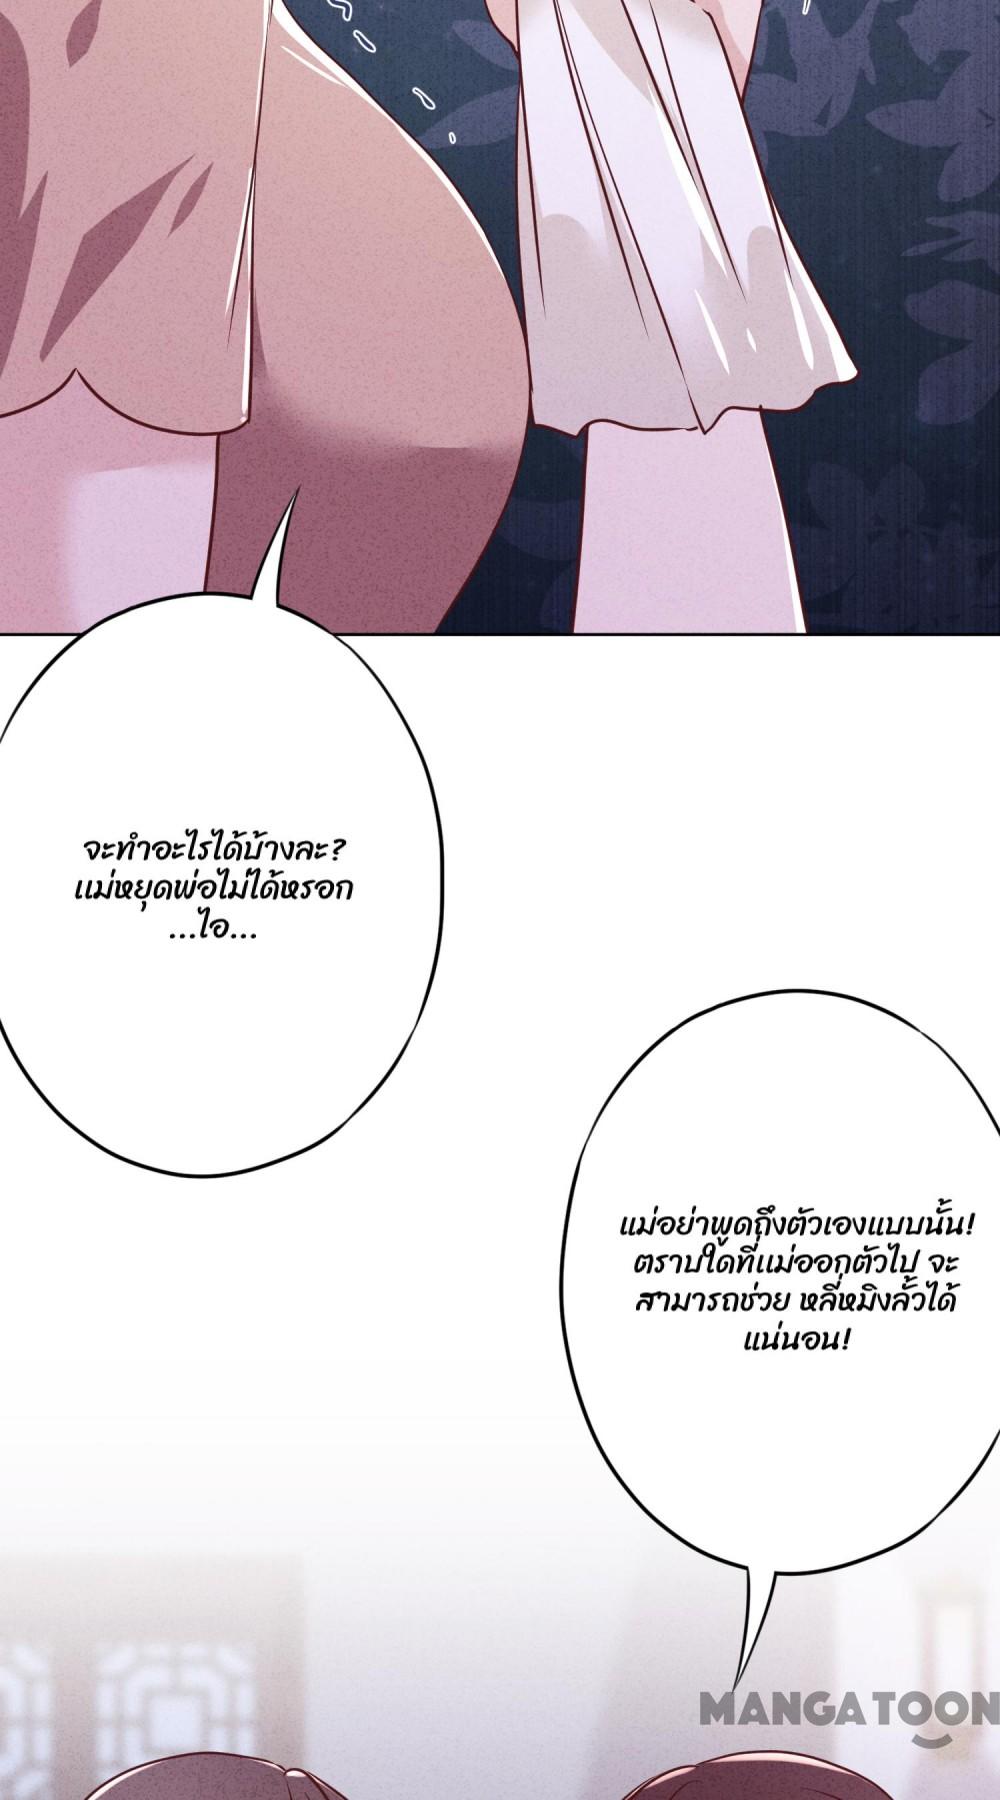 จะทำอะไรได้บ้างละ?
แม่หยุดพ่อไม่ได้หรอก
...ไอ...
แม่อย่าพูดถึงตัวเองแบบนั้น!
ตราบใดที่แม่ออกตัวไป จะ
สามารถช่วย หลี่หมิงลั้วได้
แน่นอน!
MANGATOON